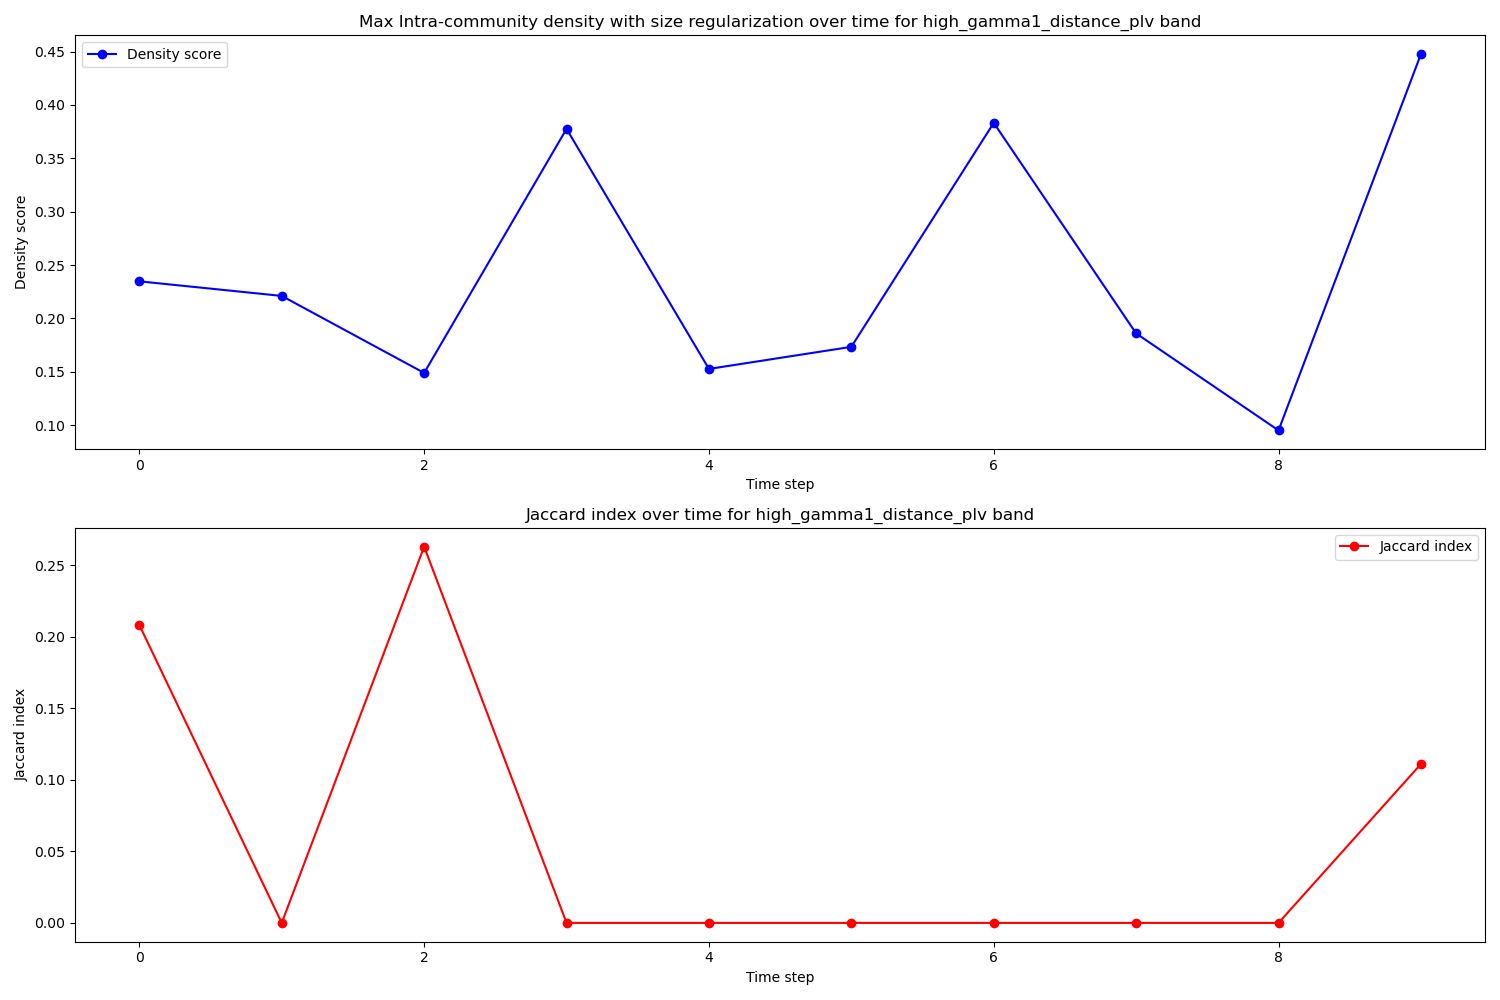 Max Intra-community density with size regularization over time for high_gamma1_distance_plv band
Density score
0.45
0.40
0.35
0.30
0.25
0.20
0.15
0.10
Density score
0 2 4 6 8
Time step
Jaccard index over time for high_gamma1_distance_plv band
Jaccard index
0.25
0.20
0.15
0.10
0.05
0.00
Jaccard index
0 2 4 6 8
Time step